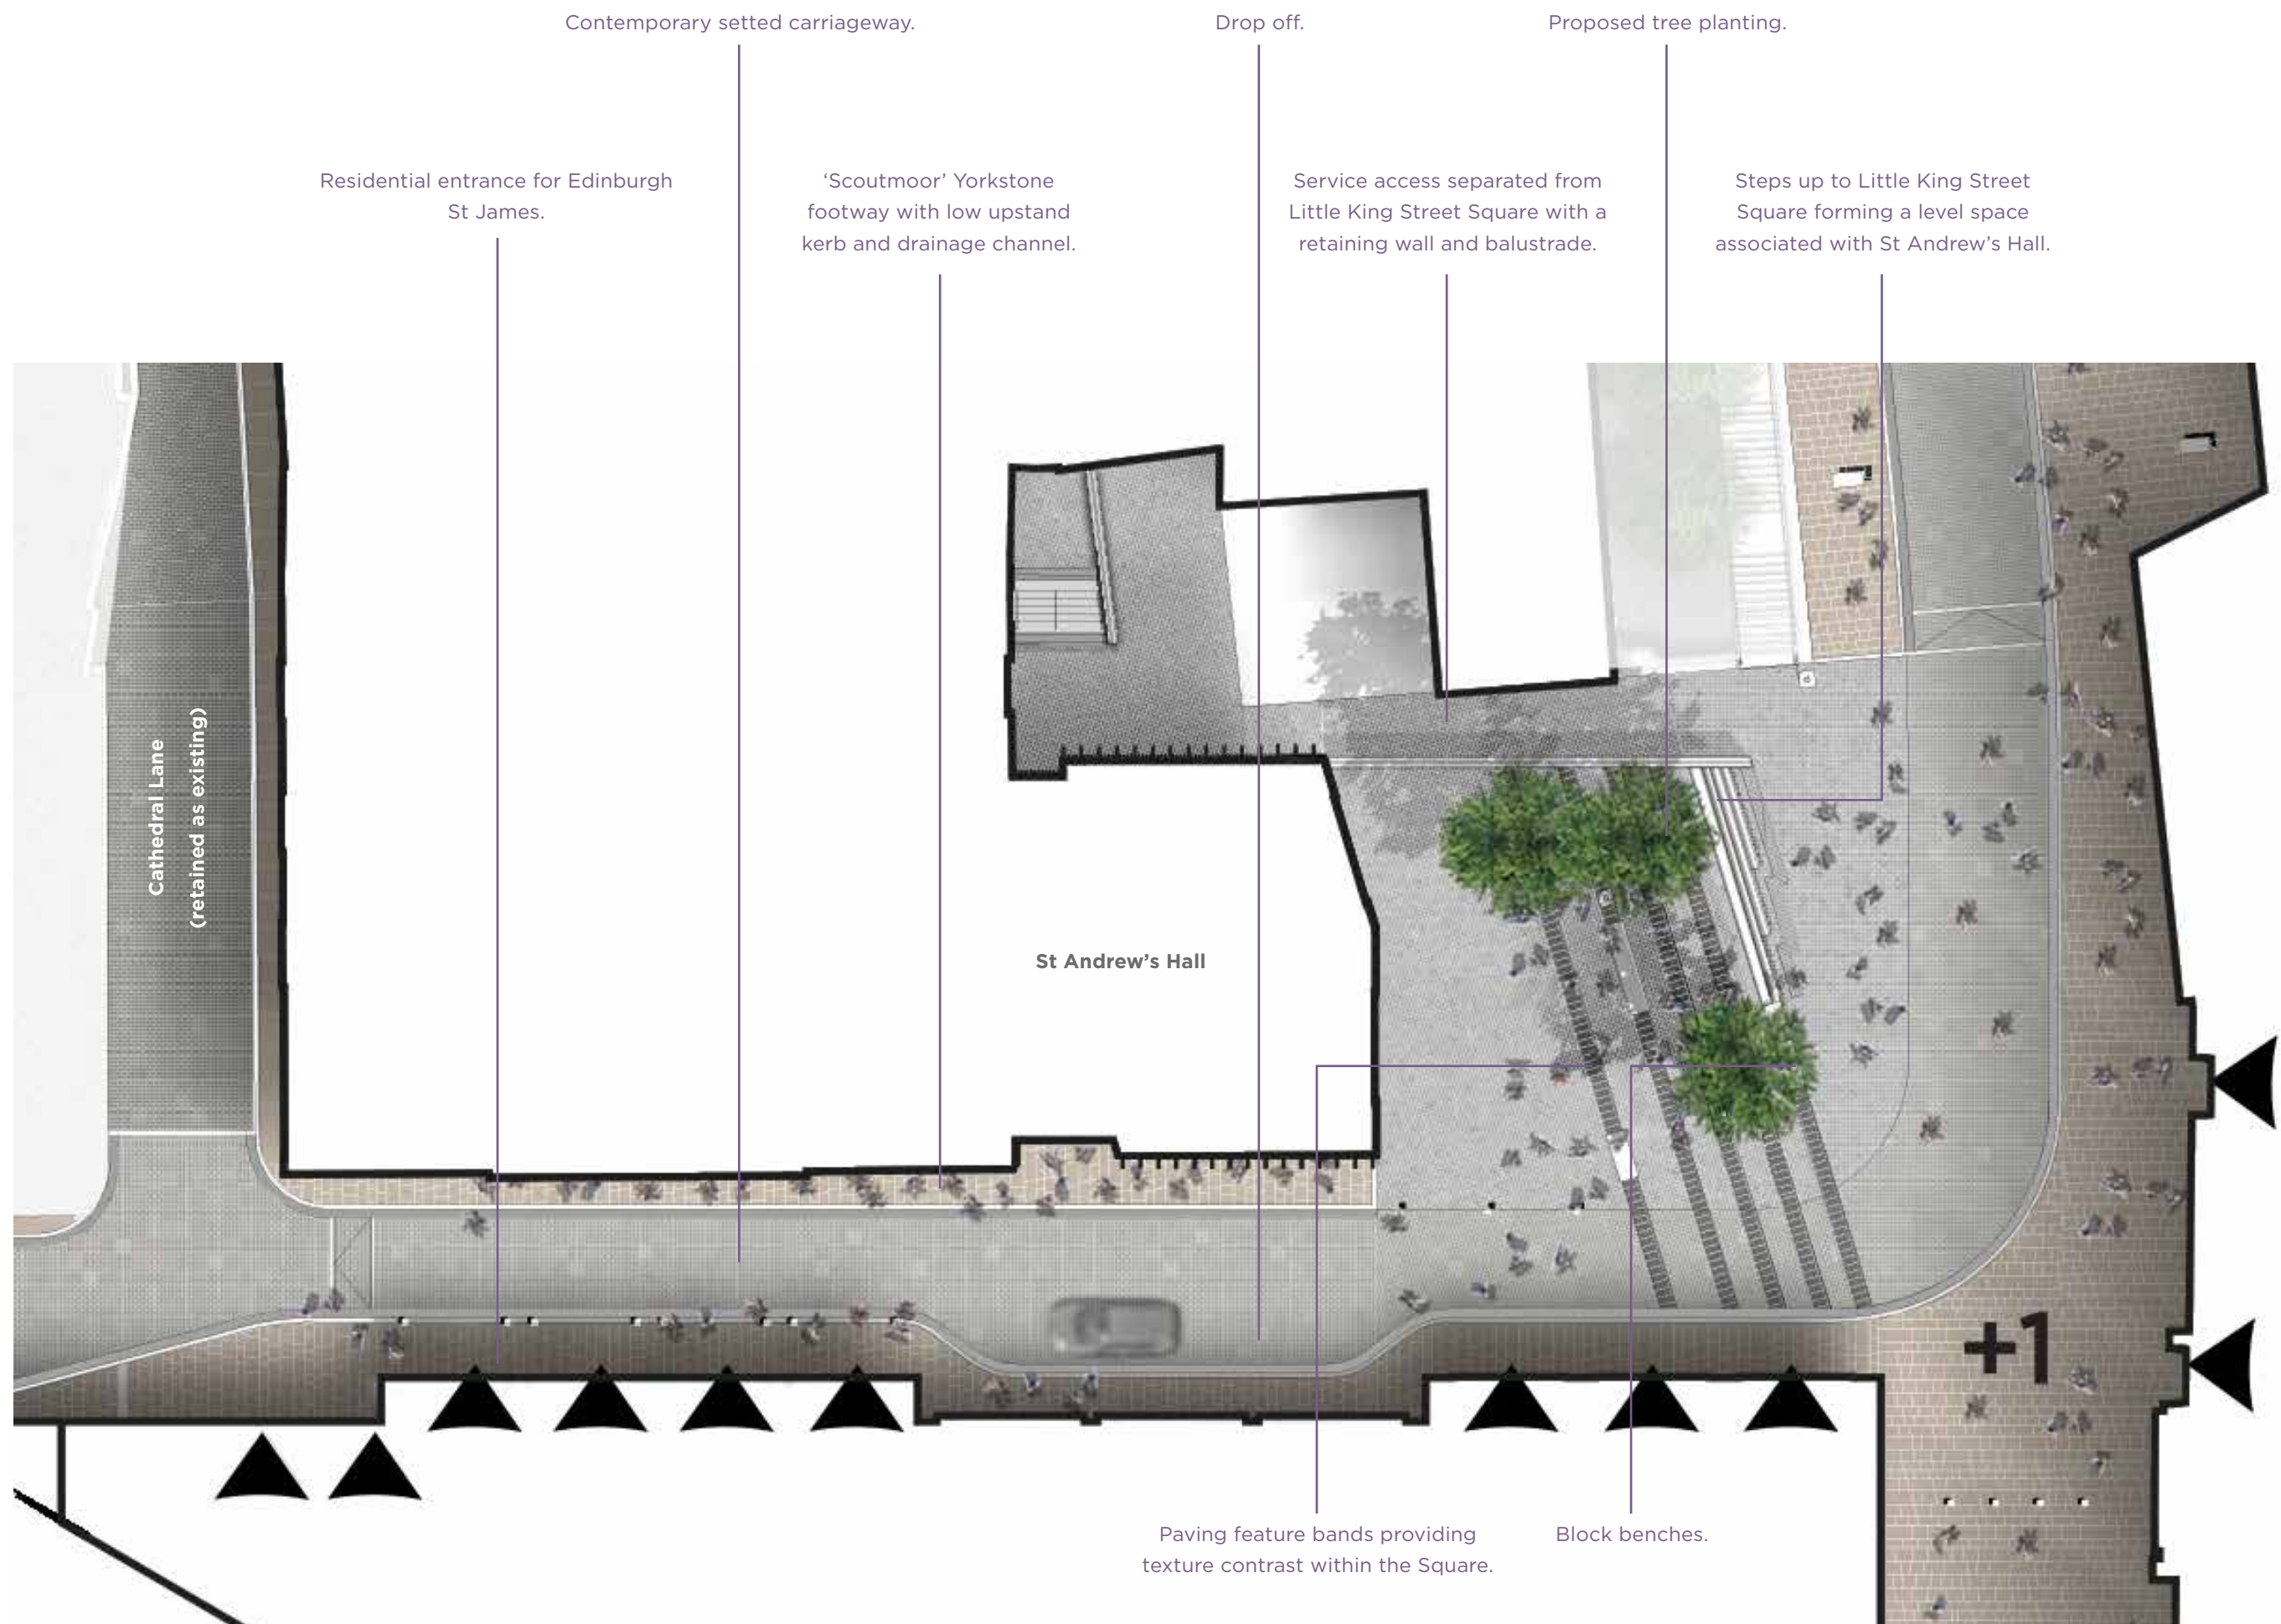 Contemporary setted carriageway.
Drop off.
Proposed tree planting.
Residential entrance for Edinburgh
St James.
‘Scoutmoor’ Yorkstone
footway with low upstand
kerb and drainage channel.
Service access separated from
Little King Street Square with a
retaining wall and balustrade.
Steps up to Little King Street
Square forming a level space
associated with St Andrew’s Hall.
Cathedral Lane
(retained as existing)
St Andrew’s Hall
+1
Paving feature bands providing
texture contrast within the Square.
Block benches.